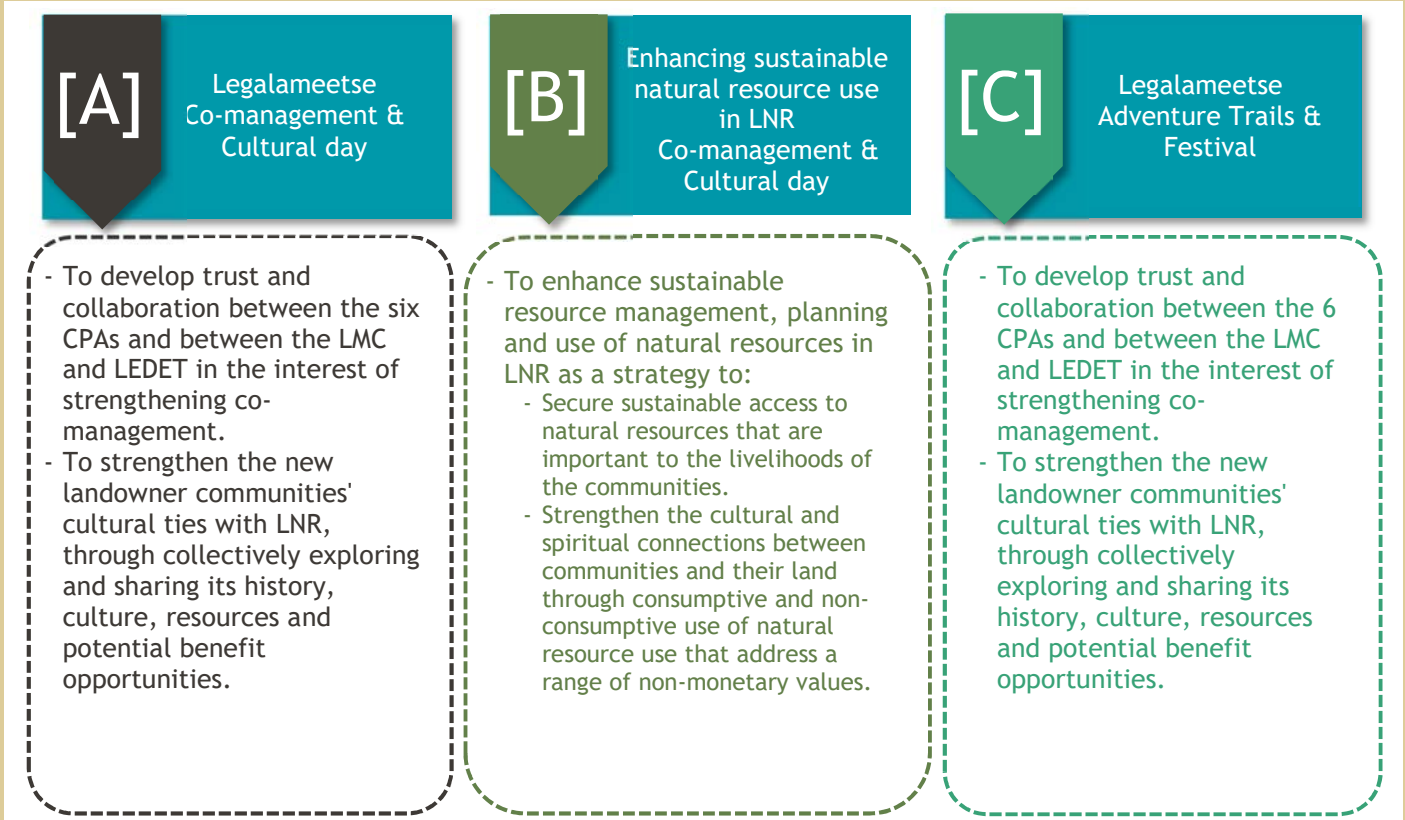 [A]
Legalameetse
Co-management &
Cultural day
- To develop trust and
collaboration between the six
CPAs and between the LMC
and LEDET in the interest of
strengthening co-
management.
- To strengthen the new
landowner communities'
cultural ties with LNR,
through collectively exploring
and sharing its history,
culture, resources and
potential benefit
opportunities.
[B]
Enhancing sustainable
natural resource use
in LNR
Co-management &
Cultural day
- To enhance sustainable
resource management, planning
and use of natural resources in
LNR as a strategy to:
- Secure sustainable access to
natural resources that are
important to the livelihoods of
the communities.
- Strengthen the cultural and
spiritual connections between
communities and their land
through consumptive and non-
consumptive use of natural
resource use that address a
range of non-monetary values.
[C]
Legalameetse
Adventure Trails &
Festival
- To develop trust and
collaboration between the 6
CPAs and between the LMC
and LEDET in the interest of
strengthening co-
management.
- To strengthen the new
landowner communities'
cultural ties with LNR,
through collectively
exploring and sharing its
history, culture, resources
and potential benefit
opportunities.